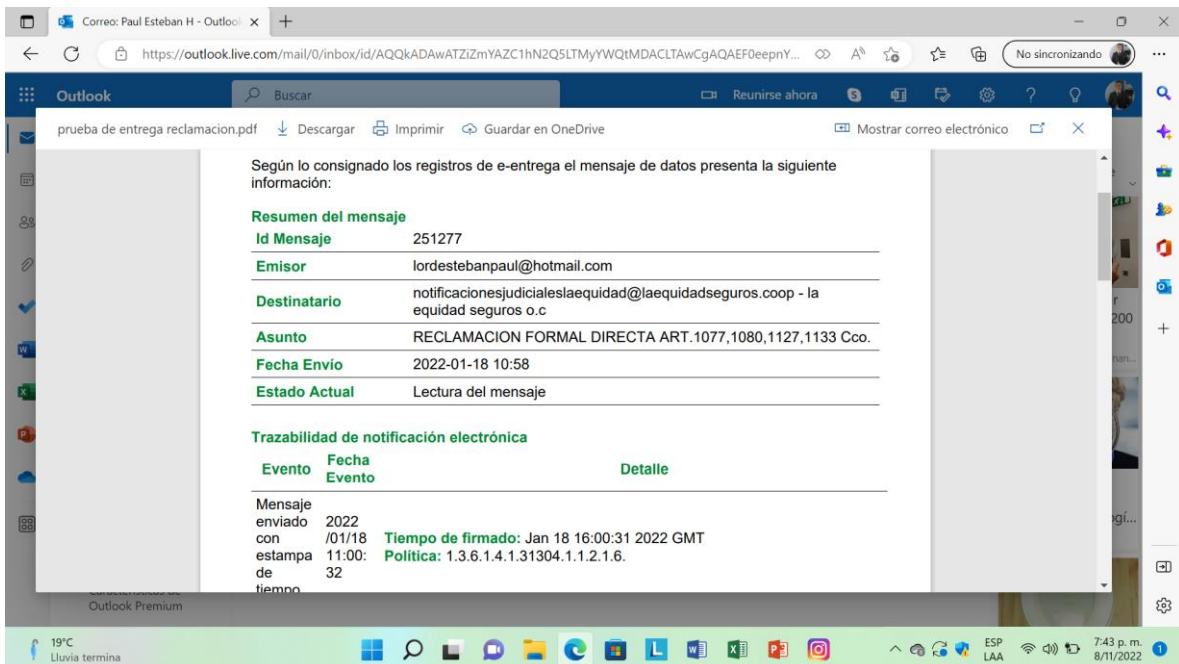 Correo: Paul Esteban H - Outlook
https://outlook.live.com/mail/0/inbox/id/AQQkADAwATZiZmYAZC1hN2Q5LTMyYWQtMDACLTAwCgAQAEF0eepnY...
No sincronizando
Outlook
Buscar
Reunirse ahora
prueba de entrega reclamacion.pdf
Descargar
Imprimir
Guardar en OneDrive
Mostrar correo electrónico
Según lo consignado los registros de e-entrega el mensaje de datos presenta la siguiente
información:
Resumen del mensaje
Id Mensaje 251277
Emisor lordestebanpaul@hotmail.com
Destinatario notificacionesjudicialeslaequidad@laequidadseguros.coop - la
equidad seguros o.c
Asunto RECLAMACION FORMAL DIRECTA ART.1077,1080,1127,1133 Cco.
Fecha Envío 2022-01-18 10:58
Estado Actual Lectura del mensaje
Trazabilidad de notificación electrónica
Evento Fecha Evento Detalle
Mensaje
enviado 2022
con /01/18 Tiempo de firmado: Jan 18 16:00:31 2022 GMT
estampa 11:00: Política: 1.3.6.1.4.1.31304.1.1.2.1.6.
de 32
tiempo
200
Outlook Premium
19°C
Lluvia termina
ESP
LAA
7:43 p. m.
8/11/2022
1